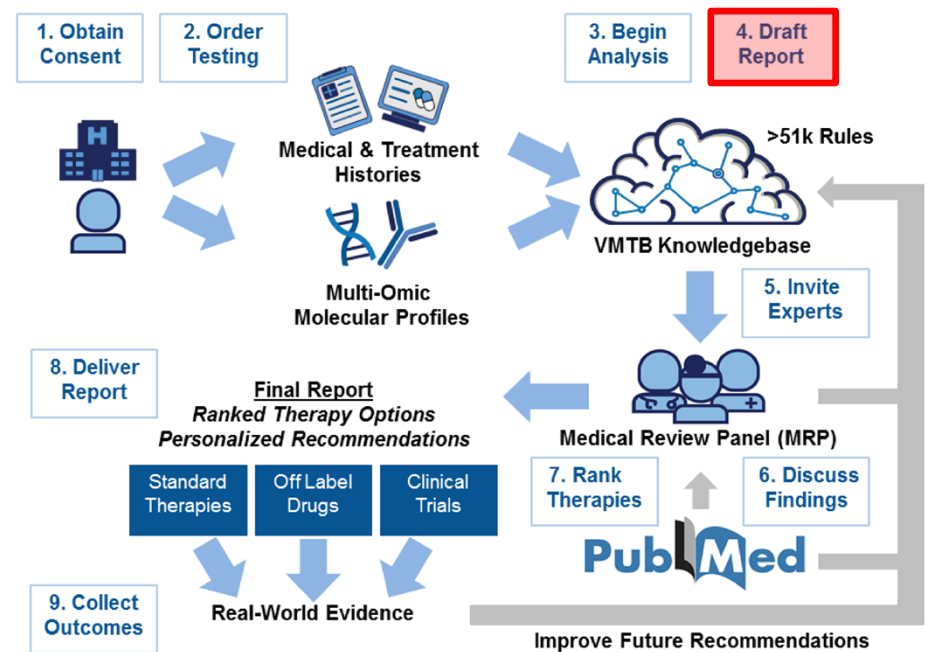 1. Obtain
Consent
2. Order
Testing
3. Begin
Analysis
4. Draft
Report
H
>51k Rules
Medical & Treatment
Histories
VMTB Knowledgebase
Multi-Omic
Molecular Profiles
5. Invite
Experts
8. Deliver
Report
Final Report
Ranked Therapy Options
Personalized Recommendations
Medical Review Panel (MRP)
Standard
Therapies
Off Label
Drugs
Clinical
Trials
7. Rank
Therapies
6. Discuss
Findings
PubMed
9. Collect
Outcomes
Real-World Evidence
Improve Future Recommendations